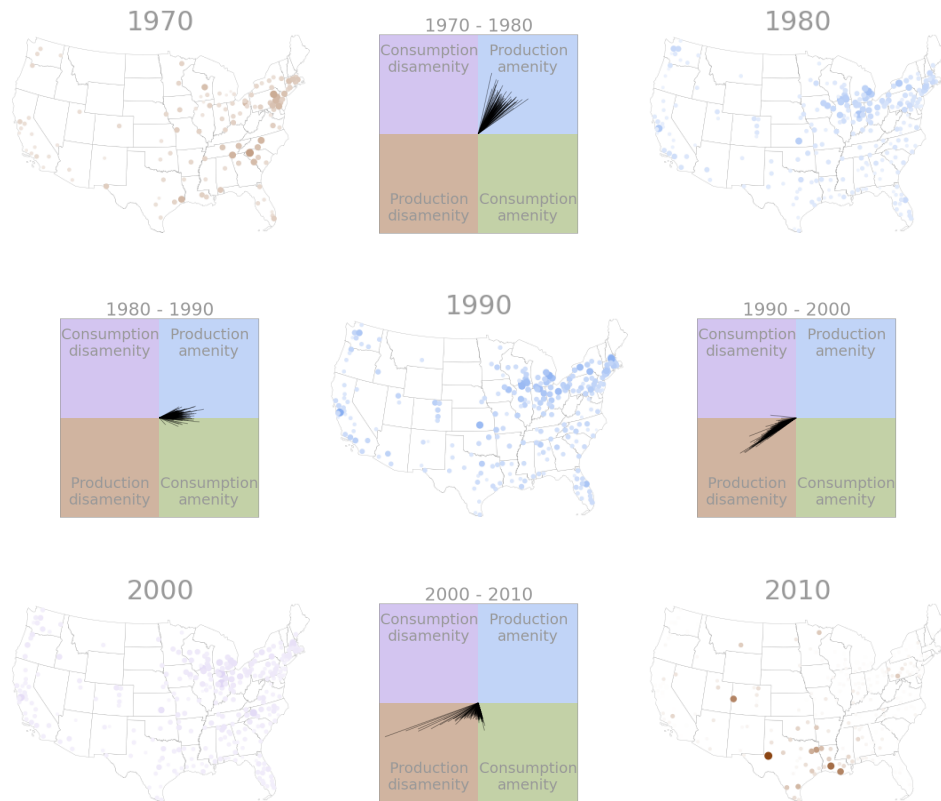 1970
1970 - 1980
Consumption disamenity
Production amenity
Production disamenity
Consumption amenity
1980
1980 - 1990
Consumption disamenity
Production amenity
Production disamenity
Consumption amenity
1990
1990 - 2000
Consumption disamenity
Production amenity
Production disamenity
Consumption amenity
2000
2000 - 2010
Consumption disamenity
Production amenity
Production disamenity
Consumption amenity
2010